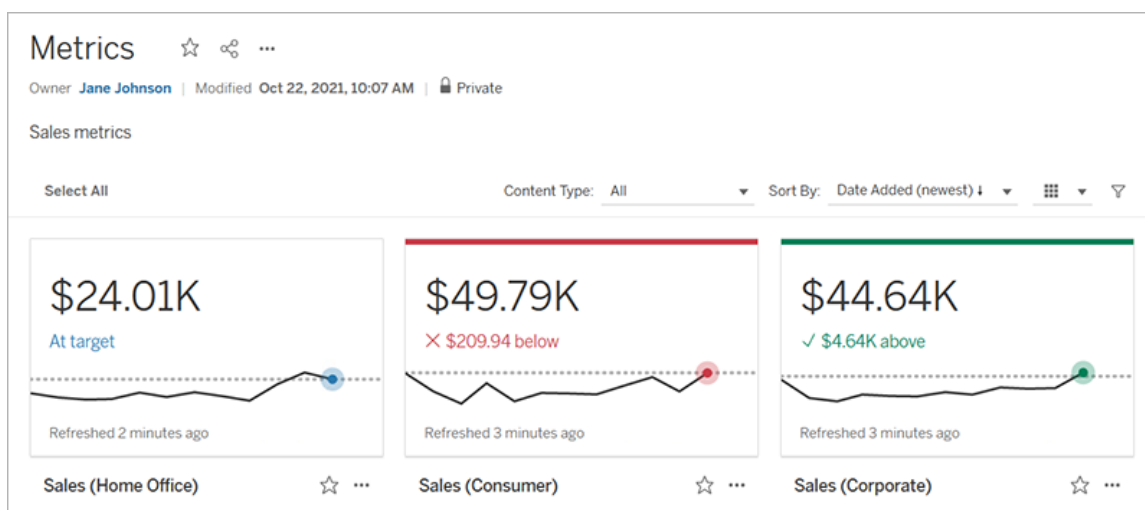 Metrics
Owner Jane Johnson | Modified Oct 22, 2021, 10:07 AM | Private
Sales metrics
Select All Content Type: All Sort By: Date Added (newest)
$24.01K $49.79K $44.64K
At target $209.94 below $4.64K above
Refreshed 2 minutes ago Refreshed 3 minutes ago Refreshed 3 minutes ago
Sales (Home Office) Sales (Consumer) Sales (Corporate)